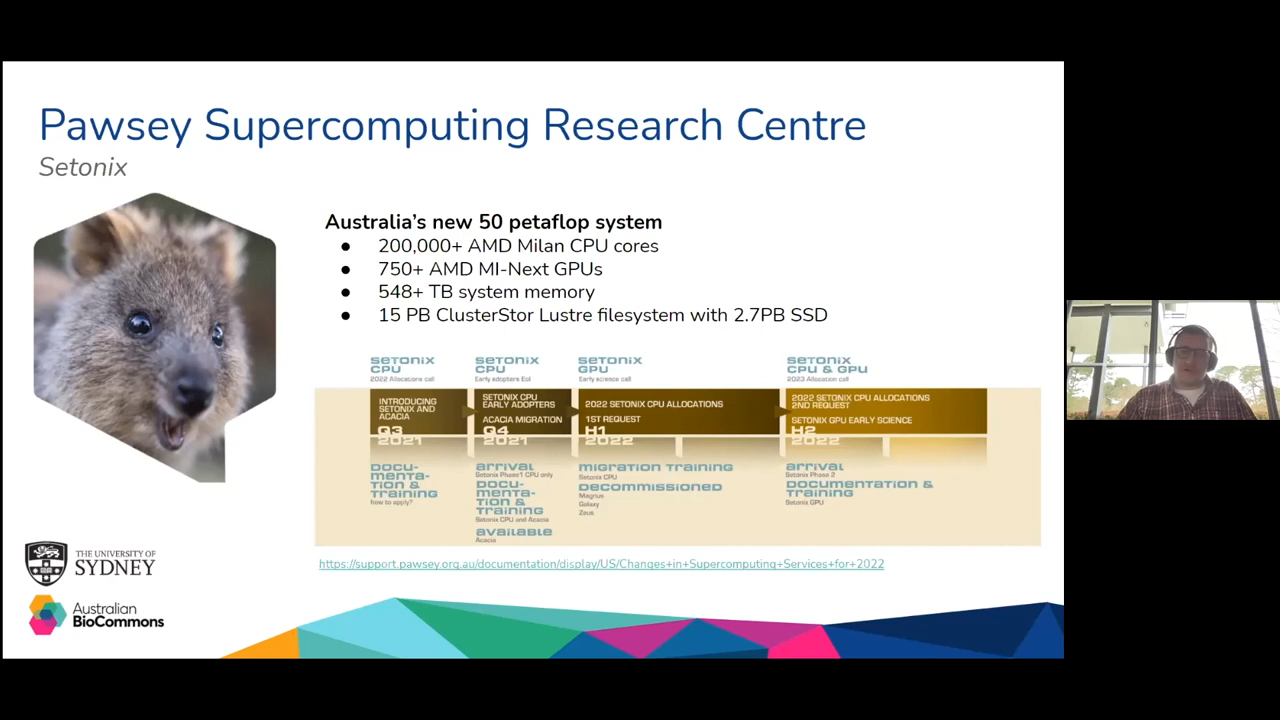 Pawsey Supercomputing Research Centre
Setonix
Australia's new 50 petaflop system
● 200,000+ AMD Milan CPU cores
● 750+ AMD MI-Next GPUs
● 548+ TB system memory
● 15 PB ClusterStor Lustre filesystem with 2.7PB SSD
SETONIX
CPU
2022 Allocations call
SETONIX
CPU
Early adopters EoI
SETONIX
GPU
Early science call
SETONIX
CPU & GPU
2023 Allocation call
INTRODUCING
SETONIX AND
ACACIA
Q3
2021
SETONIX CPU
EARLY ADOPTERS
ACACIA MIGRATION
Q4
2021
2022 SETONIX CPU ALLOCATIONS
1ST REQUEST
H1
2022
2022 SETONIX CPU ALLOCATIONS
2ND REQUEST
SETONIX GPU EARLY SCIENCE
H2
2022
DOCU-
MENTA-
TION &
TRAINING
how to apply?
ARRIVAL
Setonix Phase1 CPU only
DOCU-
MENTA-
TION &
TRAINING
Setonix CPU and Acacia
AVAILABLE
Acacia
MIGRATION TRAINING
Setonix CPU
DECOMMISSIONED
Magnus
Galaxy
Zeus
ARRIVAL
Setonix Phase 2
DOCUMENTATION &
TRAINING
Setonix GPU
https://support.pawsey.org.au/documentation/display/US/Changes+in+Supercomputing+Services+for+2022
THE UNIVERSITY OF
SYDNEY
Australian
BioCommons